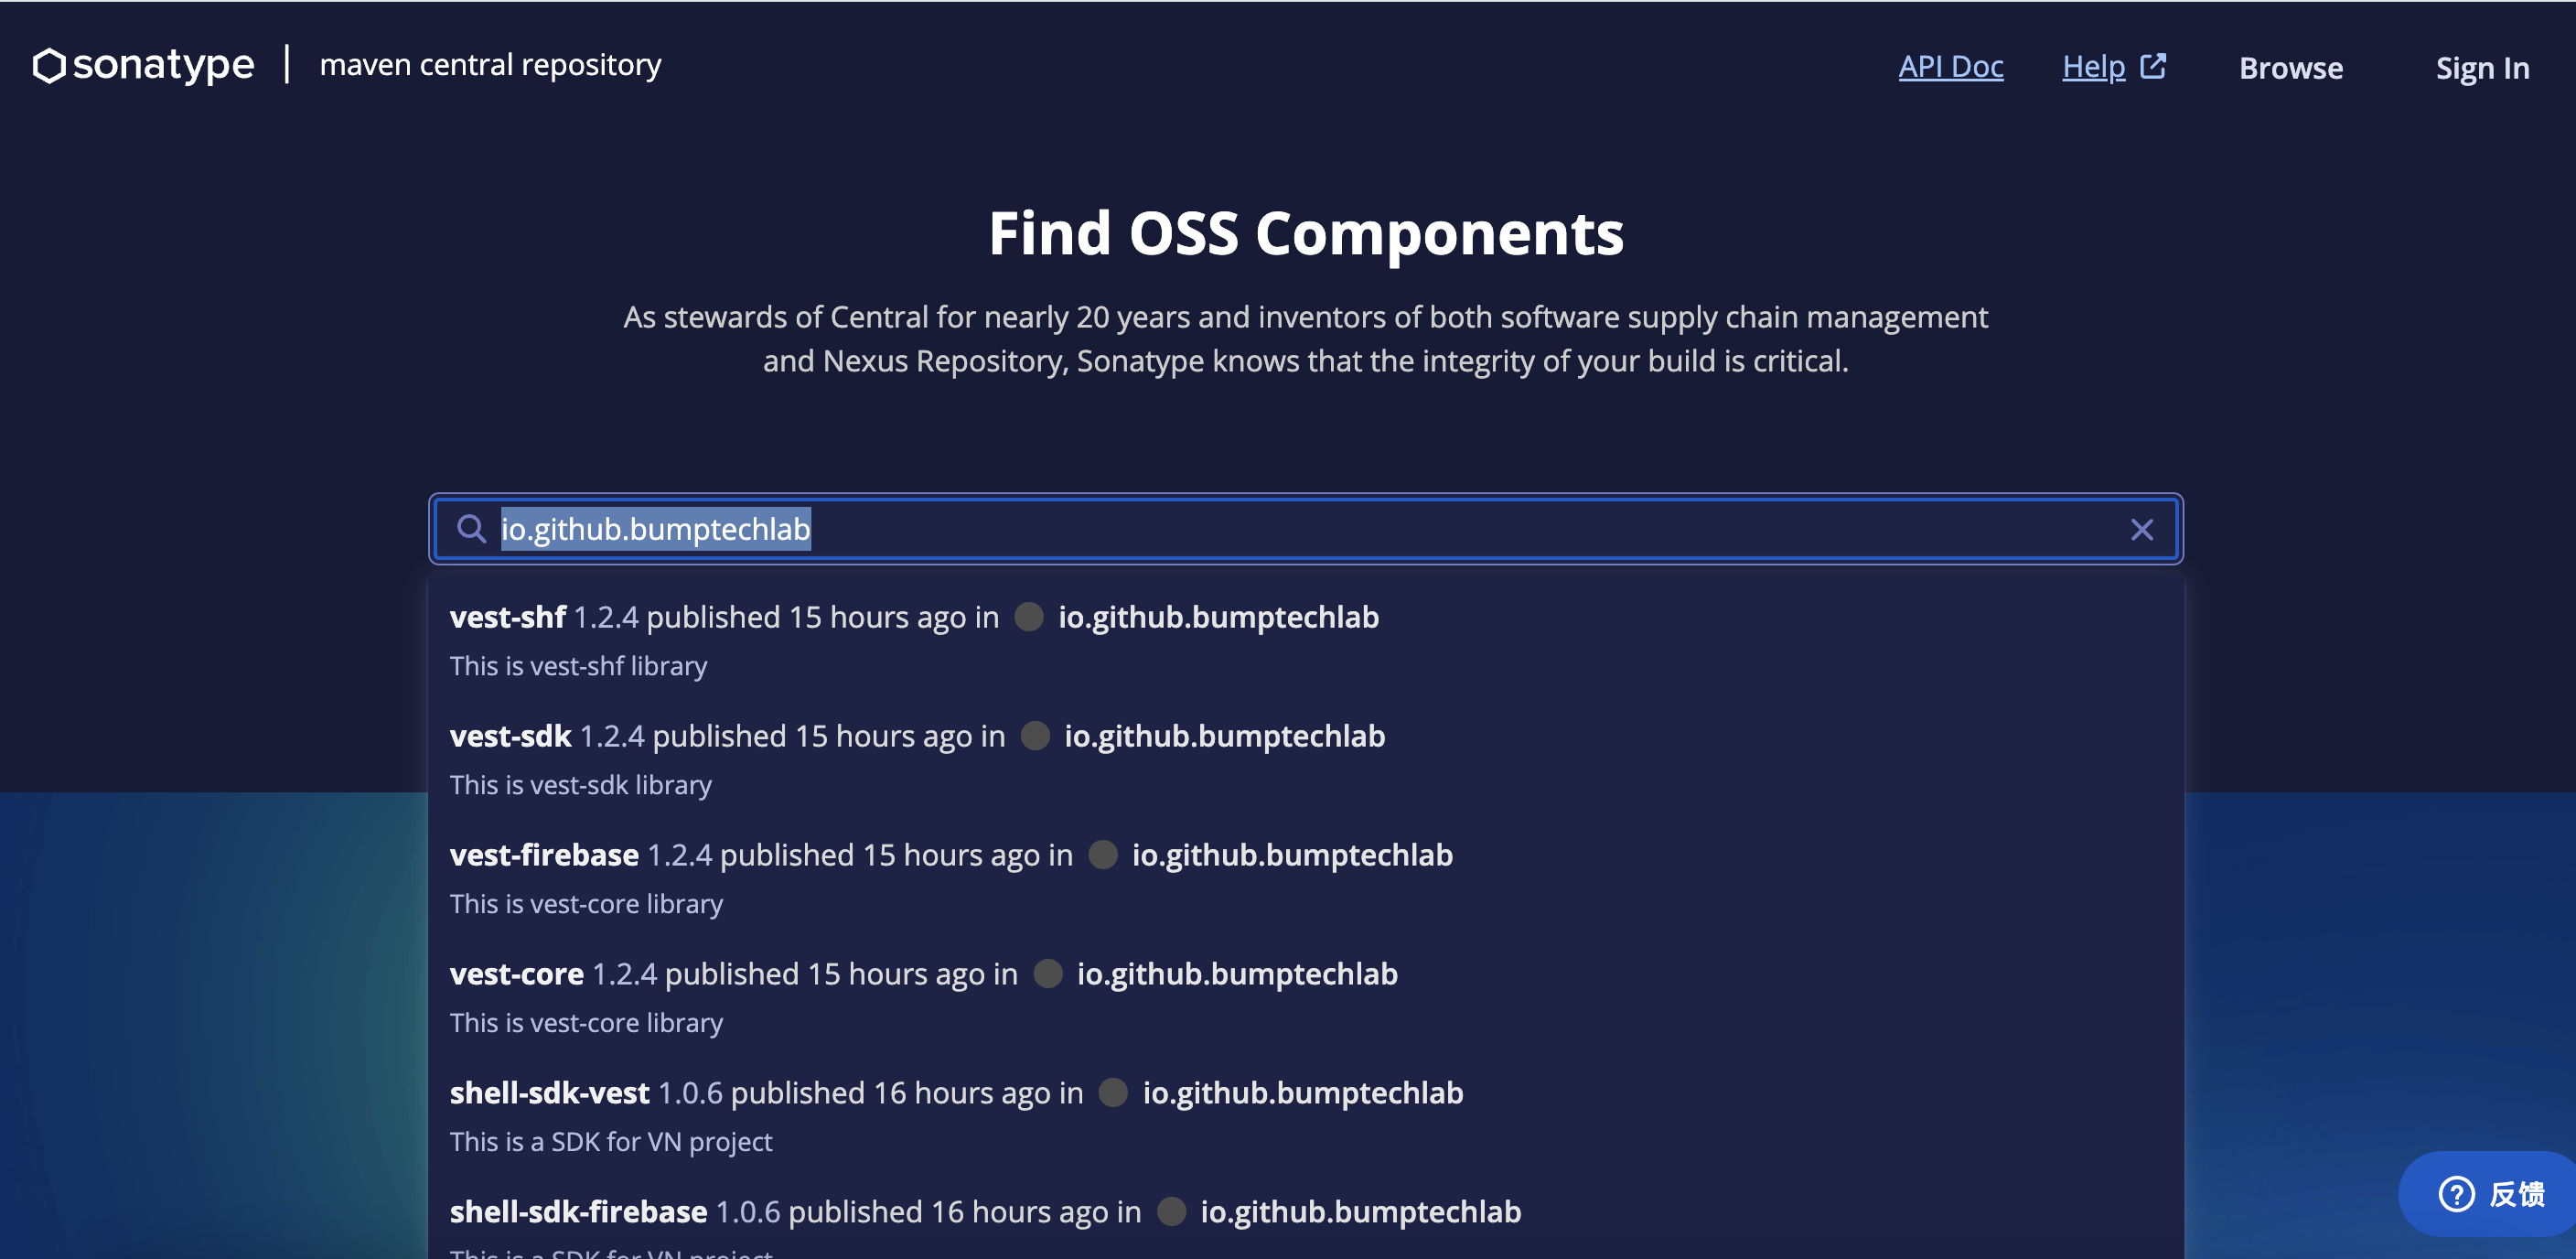 sonatype | maven central repository
API Doc
Help
Browse
Sign In
Find OSS Components
As stewards of Central for nearly 20 years and inventors of both software supply chain management
and Nexus Repository, Sonatype knows that the integrity of your build is critical.
io.github.bumptechlab
vest-shf 1.2.4 published 15 hours ago in io.github.bumptechlab
This is vest-shf library
vest-sdk 1.2.4 published 15 hours ago in io.github.bumptechlab
This is vest-sdk library
vest-firebase 1.2.4 published 15 hours ago in io.github.bumptechlab
This is vest-core library
vest-core 1.2.4 published 15 hours ago in io.github.bumptechlab
This is vest-core library
shell-sdk-vest 1.0.6 published 16 hours ago in io.github.bumptechlab
This is a SDK for VN project
shell-sdk-firebase 1.0.6 published 16 hours ago in io.github.bumptechlab
This is a SDK for VN project
反馈